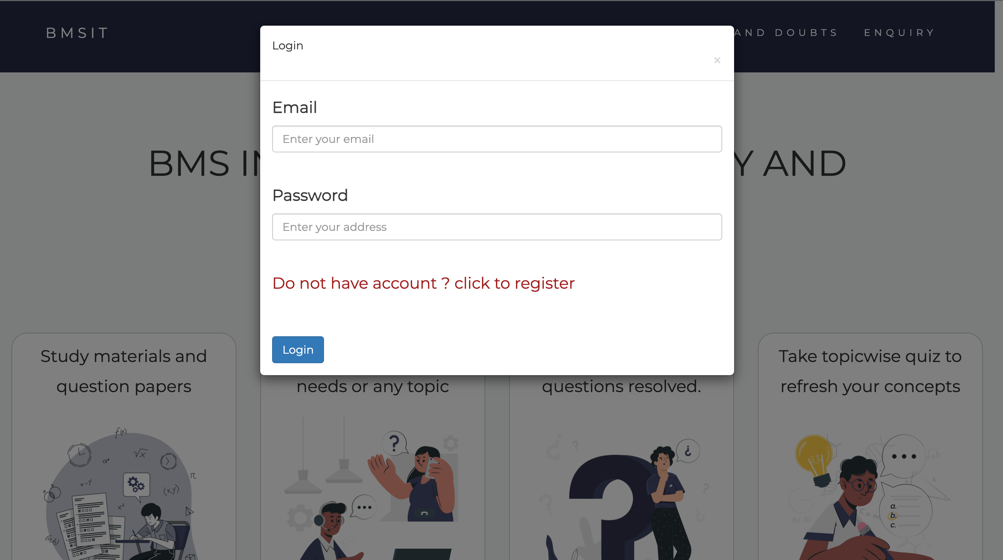 BMSIT
AND DOUBTS
ENQUIRY
Login
×
Email
Enter your email
Password
Enter your address
Do not have account ? click to register
Login
BMS IN
Y AND
Study materials and
question papers
needs or any topic
questions resolved.
Take topicwise quiz to
refresh your concepts
?
?
a.
b.
c.